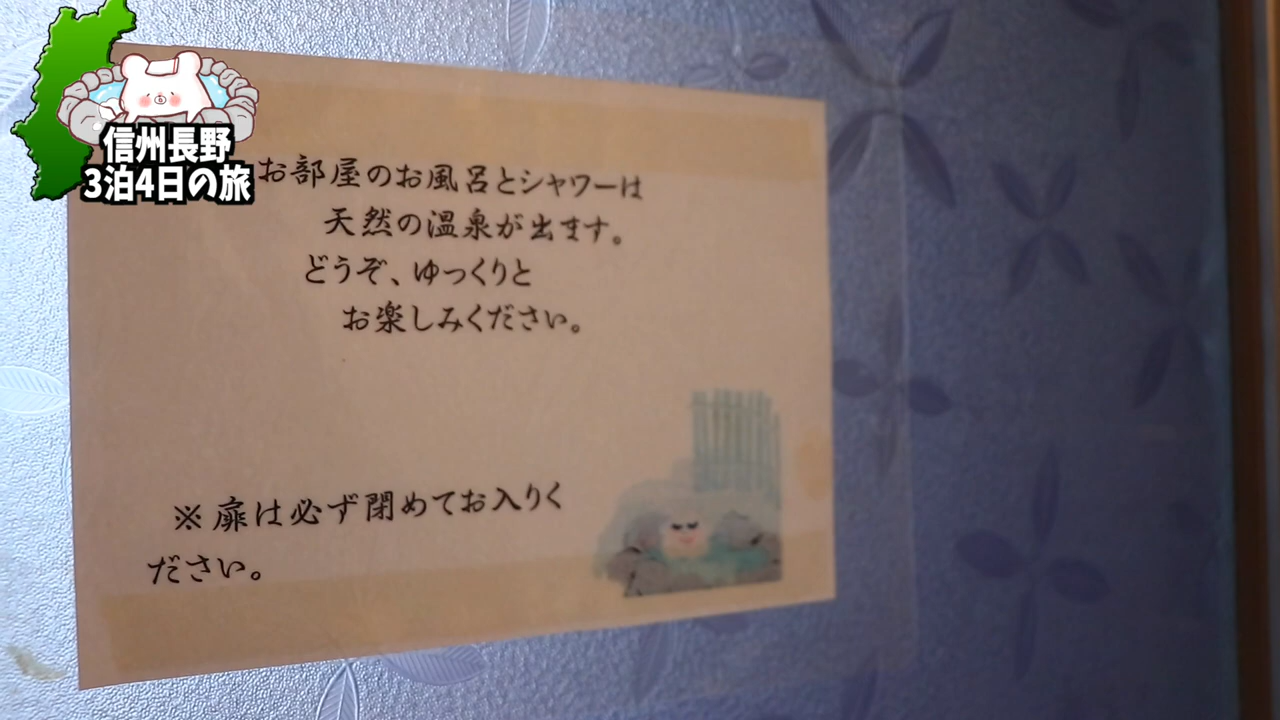 信州長野
3泊4日の旅
お部屋のお風呂とシャワーは
天然の温泉が出ます。
どうぞ、ゆっくりと
お楽しみください。
※扉は必ず閉めてお入りく
ださい。